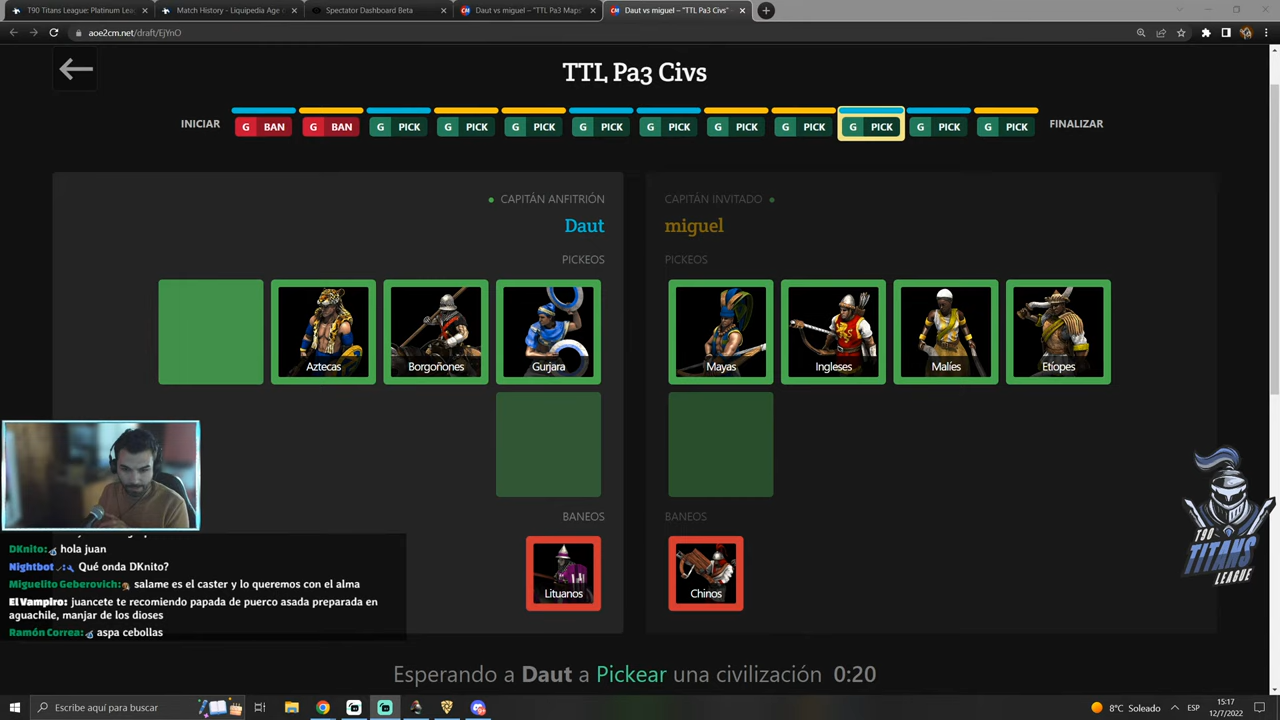 T90 Titans League: Platinum Leag
Match History - Liquipedia Age o
Spectator Dashboard Beta
Daut vs miguel – "TTL Pa3 Maps"
Daut vs miguel – "TTL Pa3 Civs"
aoe2cm.net/draft/EjYnO
TTL Pa3 Civs
INICIAR G BAN G BAN G PICK G PICK G PICK G PICK G PICK G PICK G PICK G PICK G PICK G PICK FINALIZAR
CAPITÁN ANFITRIÓN
Daut
PICKEOS
Aztecas Borgoñones Gurjara
BANEOS
Lituanos
CAPITÁN INVITADO
miguel
PICKEOS
Mayas Ingleses Malíes Etíopes
BANEOS
Chinos
DKnito: hola juan
Nightbot: Qué onda DKnito?
Miguelito Geberovich: salame es el caster y lo queremos con el alma
El Vampiro: juancete te recomiendo papada de puerco asada preparada en
aguachile, manjar de los dioses
Ramón Correa: aspa cebollas
T90
TITANS
LEAGUE
Esperando a Daut a Pickear una civilización 0:20
Escribe aquí para buscar
8°C Soleado
ESP
15:17
12/7/2022